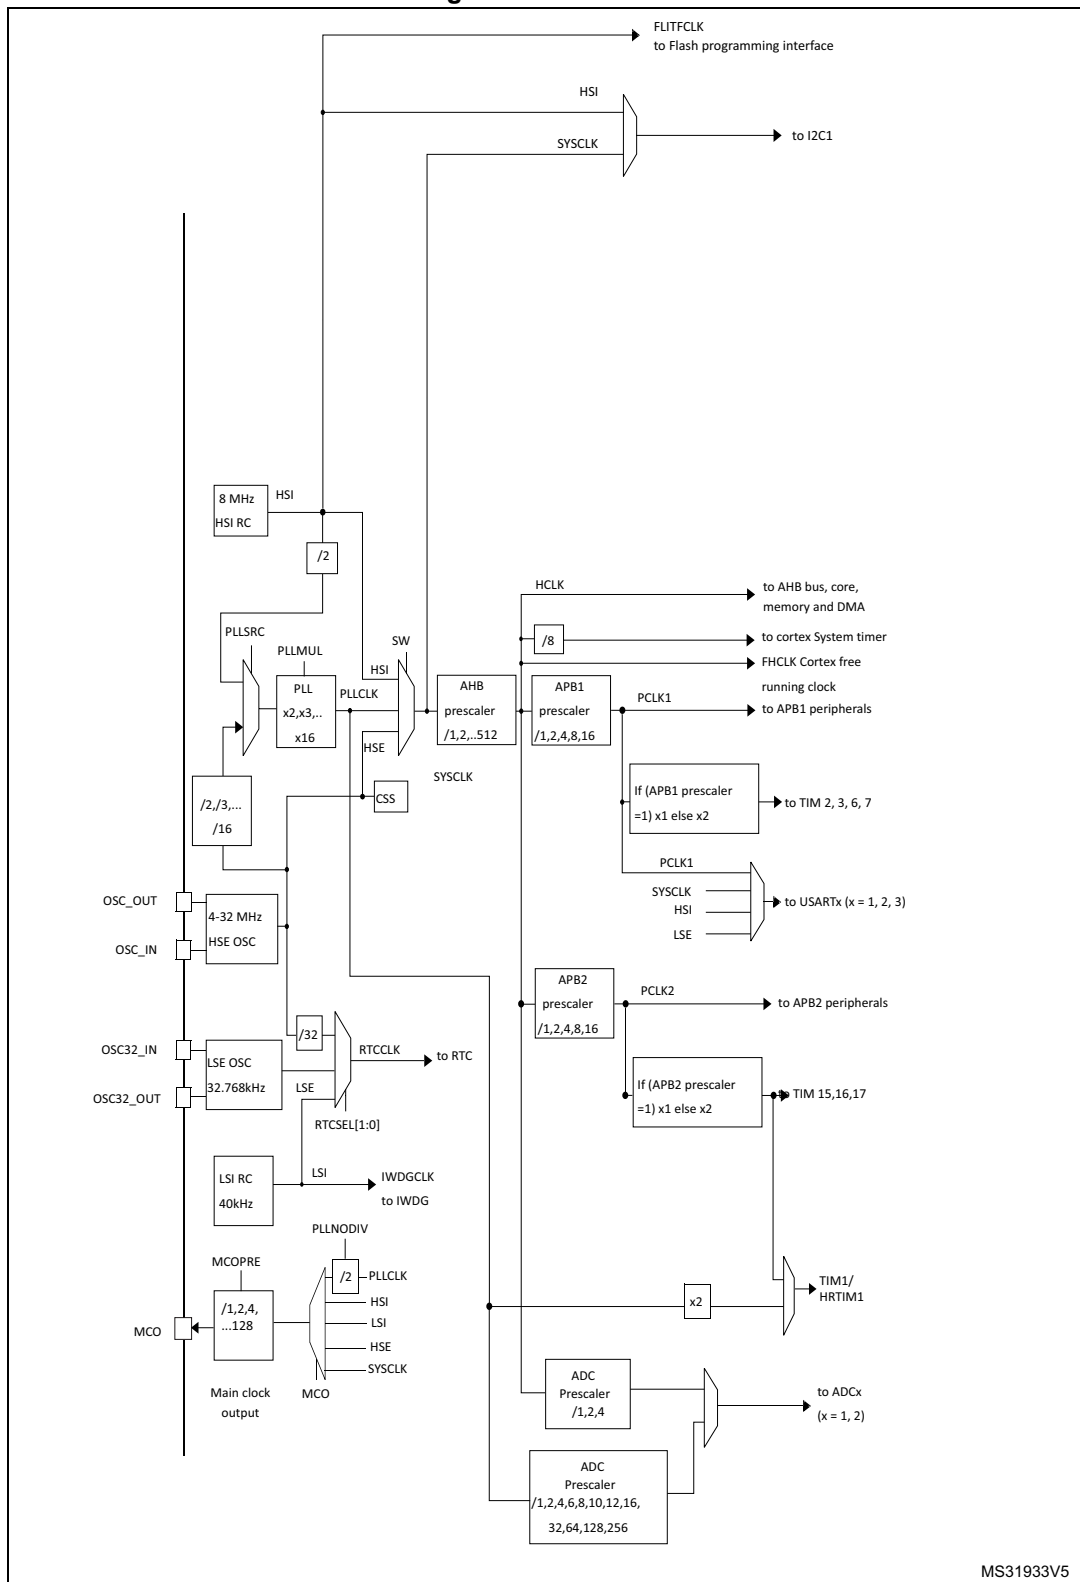 FLITFCLK
to Flash programming interface
HSI
to I2C1
SYSCLK
8 MHz
HSI RC
HSI
/2
HCLK
to AHB bus, core,
memory and DMA
/8
to cortex System timer
FHCLK Cortex free
running clock
PLLSRC
PLLMUL
SW
PLL
x2,x3,..
x16
PLLCLK
HSI
HSE
AHB
prescaler
/1,2,..512
APB1
prescaler
/1,2,4,8,16
PCLK1
to APB1 peripherals
SYSCLK
CSS
/2,/3,...
/16
If (APB1 prescaler
=1) x1 else x2
to TIM 2, 3, 6, 7
PCLK1
SYSCLK
HSI
LSE
to USARTx (x = 1, 2, 3)
OSC_OUT
OSC_IN
4-32 MHz
HSE OSC
APB2
prescaler
/1,2,4,8,16
PCLK2
to APB2 peripherals
OSC32_IN
OSC32_OUT
LSE OSC
32.768kHz
/32
LSE
RTCCLK
to RTC
RTCSEL[1:0]
If (APB2 prescaler
=1) x1 else x2
TIM 15,16,17
LSI RC
40kHz
LSI
IWDGCLK
to IWDG
PLLNODIV
MCOPRE
/2
PLLCLK
HSI
LSI
HSE
SYSCLK
/1,2,4,
...128
MCO
MCO
Main clock
output
x2
TIM1/
HRTIM1
ADC
Prescaler
/1,2,4
to ADCx
(x = 1, 2)
ADC
Prescaler
/1,2,4,6,8,10,12,16,
32,64,128,256
MS31933V5